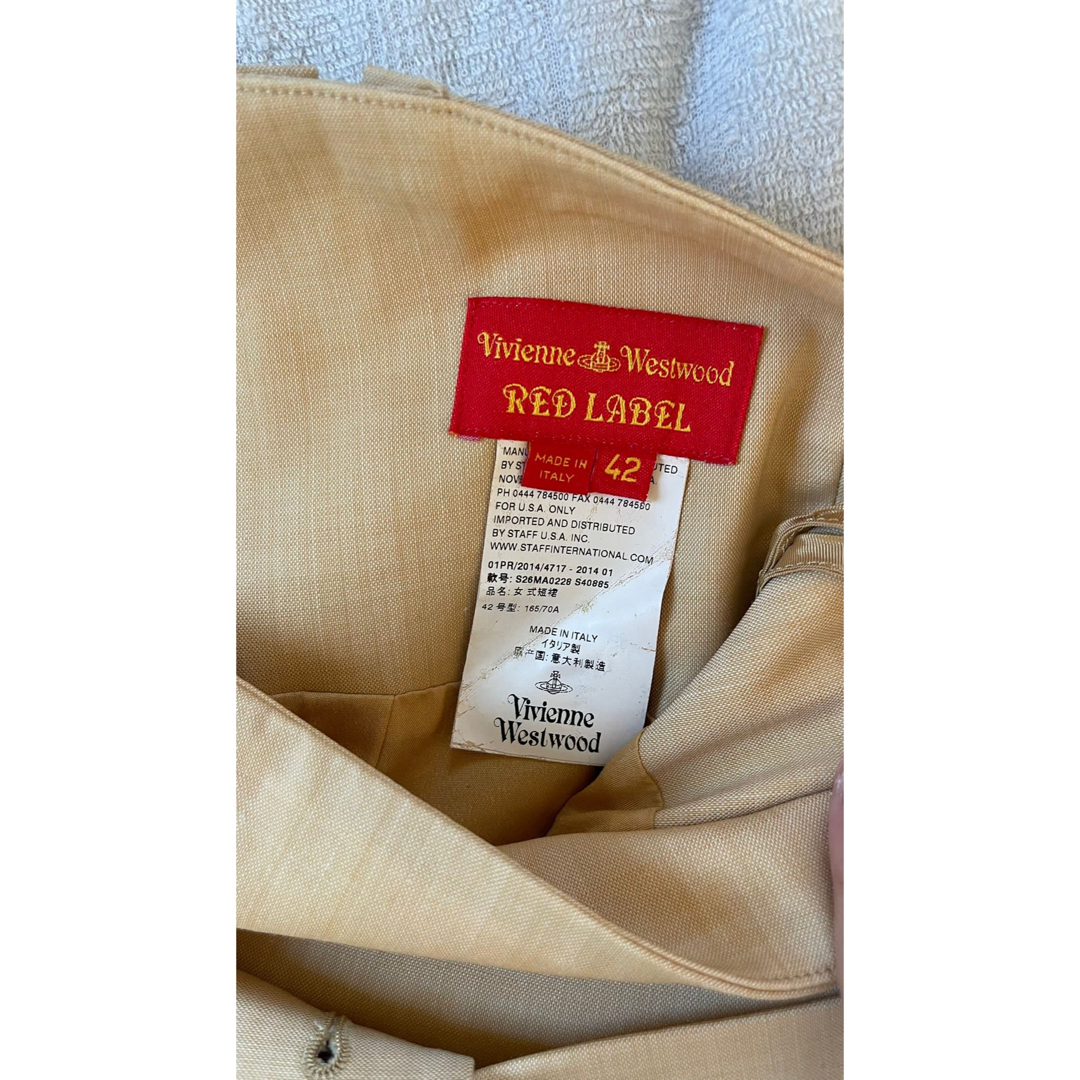 Vivienne Westwood
RED LABEL
MADE IN
ITALY
42
BY
PH 0444 784500 FAX 0444 784560
FOR U.S.A. ONLY
IMPORTED AND DISTRIBUTED
BY STAFF U.S.A. INC.
WWW.STAFFINTERNATIONAL.COM
01PR/2014/4717 - 2014 01
款号: S26MA0228 S40885
品名: 女式短裙
42 号型: 165/70A
MADE IN ITALY
イタリア製
原产国:意大利製造
Vivienne
Westwood